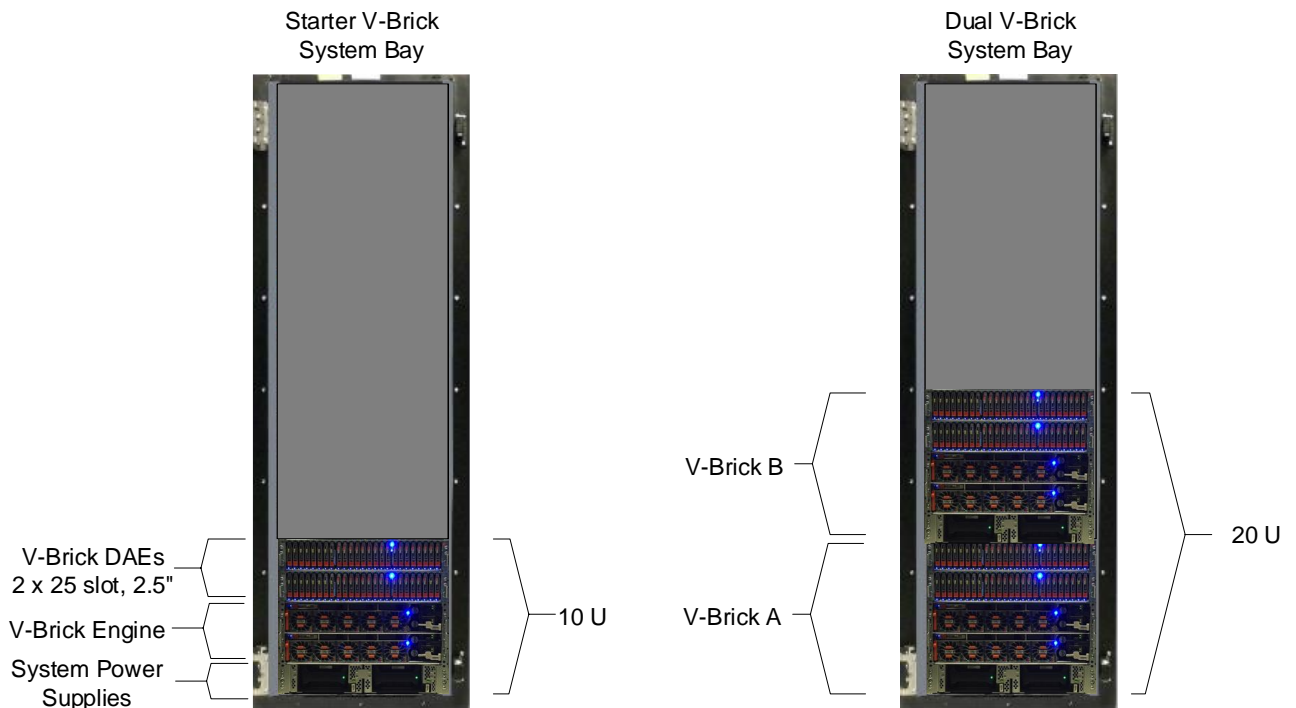 Starter V-Brick
System Bay
Dual V-Brick
System Bay
V-Brick B
20 U
V-Brick DAEs
2 x 25 slot, 2.5"
V-Brick Engine
10 U
V-Brick A
System Power
Supplies